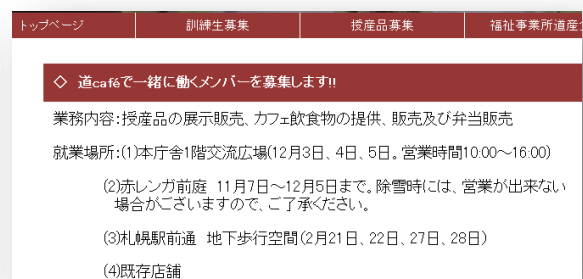 トップページ 訓練生募集 授産品募集 福祉事業所道産
◇ 道caféで一緒に働くメンバーを募集します!!
業務内容:授産品の展示販売、カフェ飲食物の提供、販売及び弁当販売
就業場所:(1)本庁舎1階交流広場(12月3日、4日、5日。営業時間10:00～16:00)
(2)赤レンガ前庭 11月7日～12月5日まで。除雪時には、営業が出来ない
場合がございますので、ご了承ください。
(3)札幌駅前通 地下歩行空間(2月21日、22日、27日、28日)
(4)既存店舗